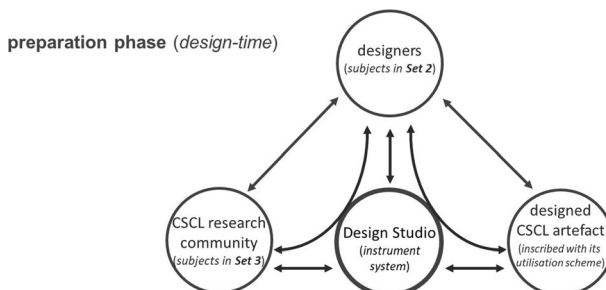 preparation phase (design-time)
designers
(subjects in Set 2)
CSCL research
community
(subjects in Set 3)
Design Studio
(instrument
system)
designed
CSCL artefact
(inscribed with its
utilisation scheme)